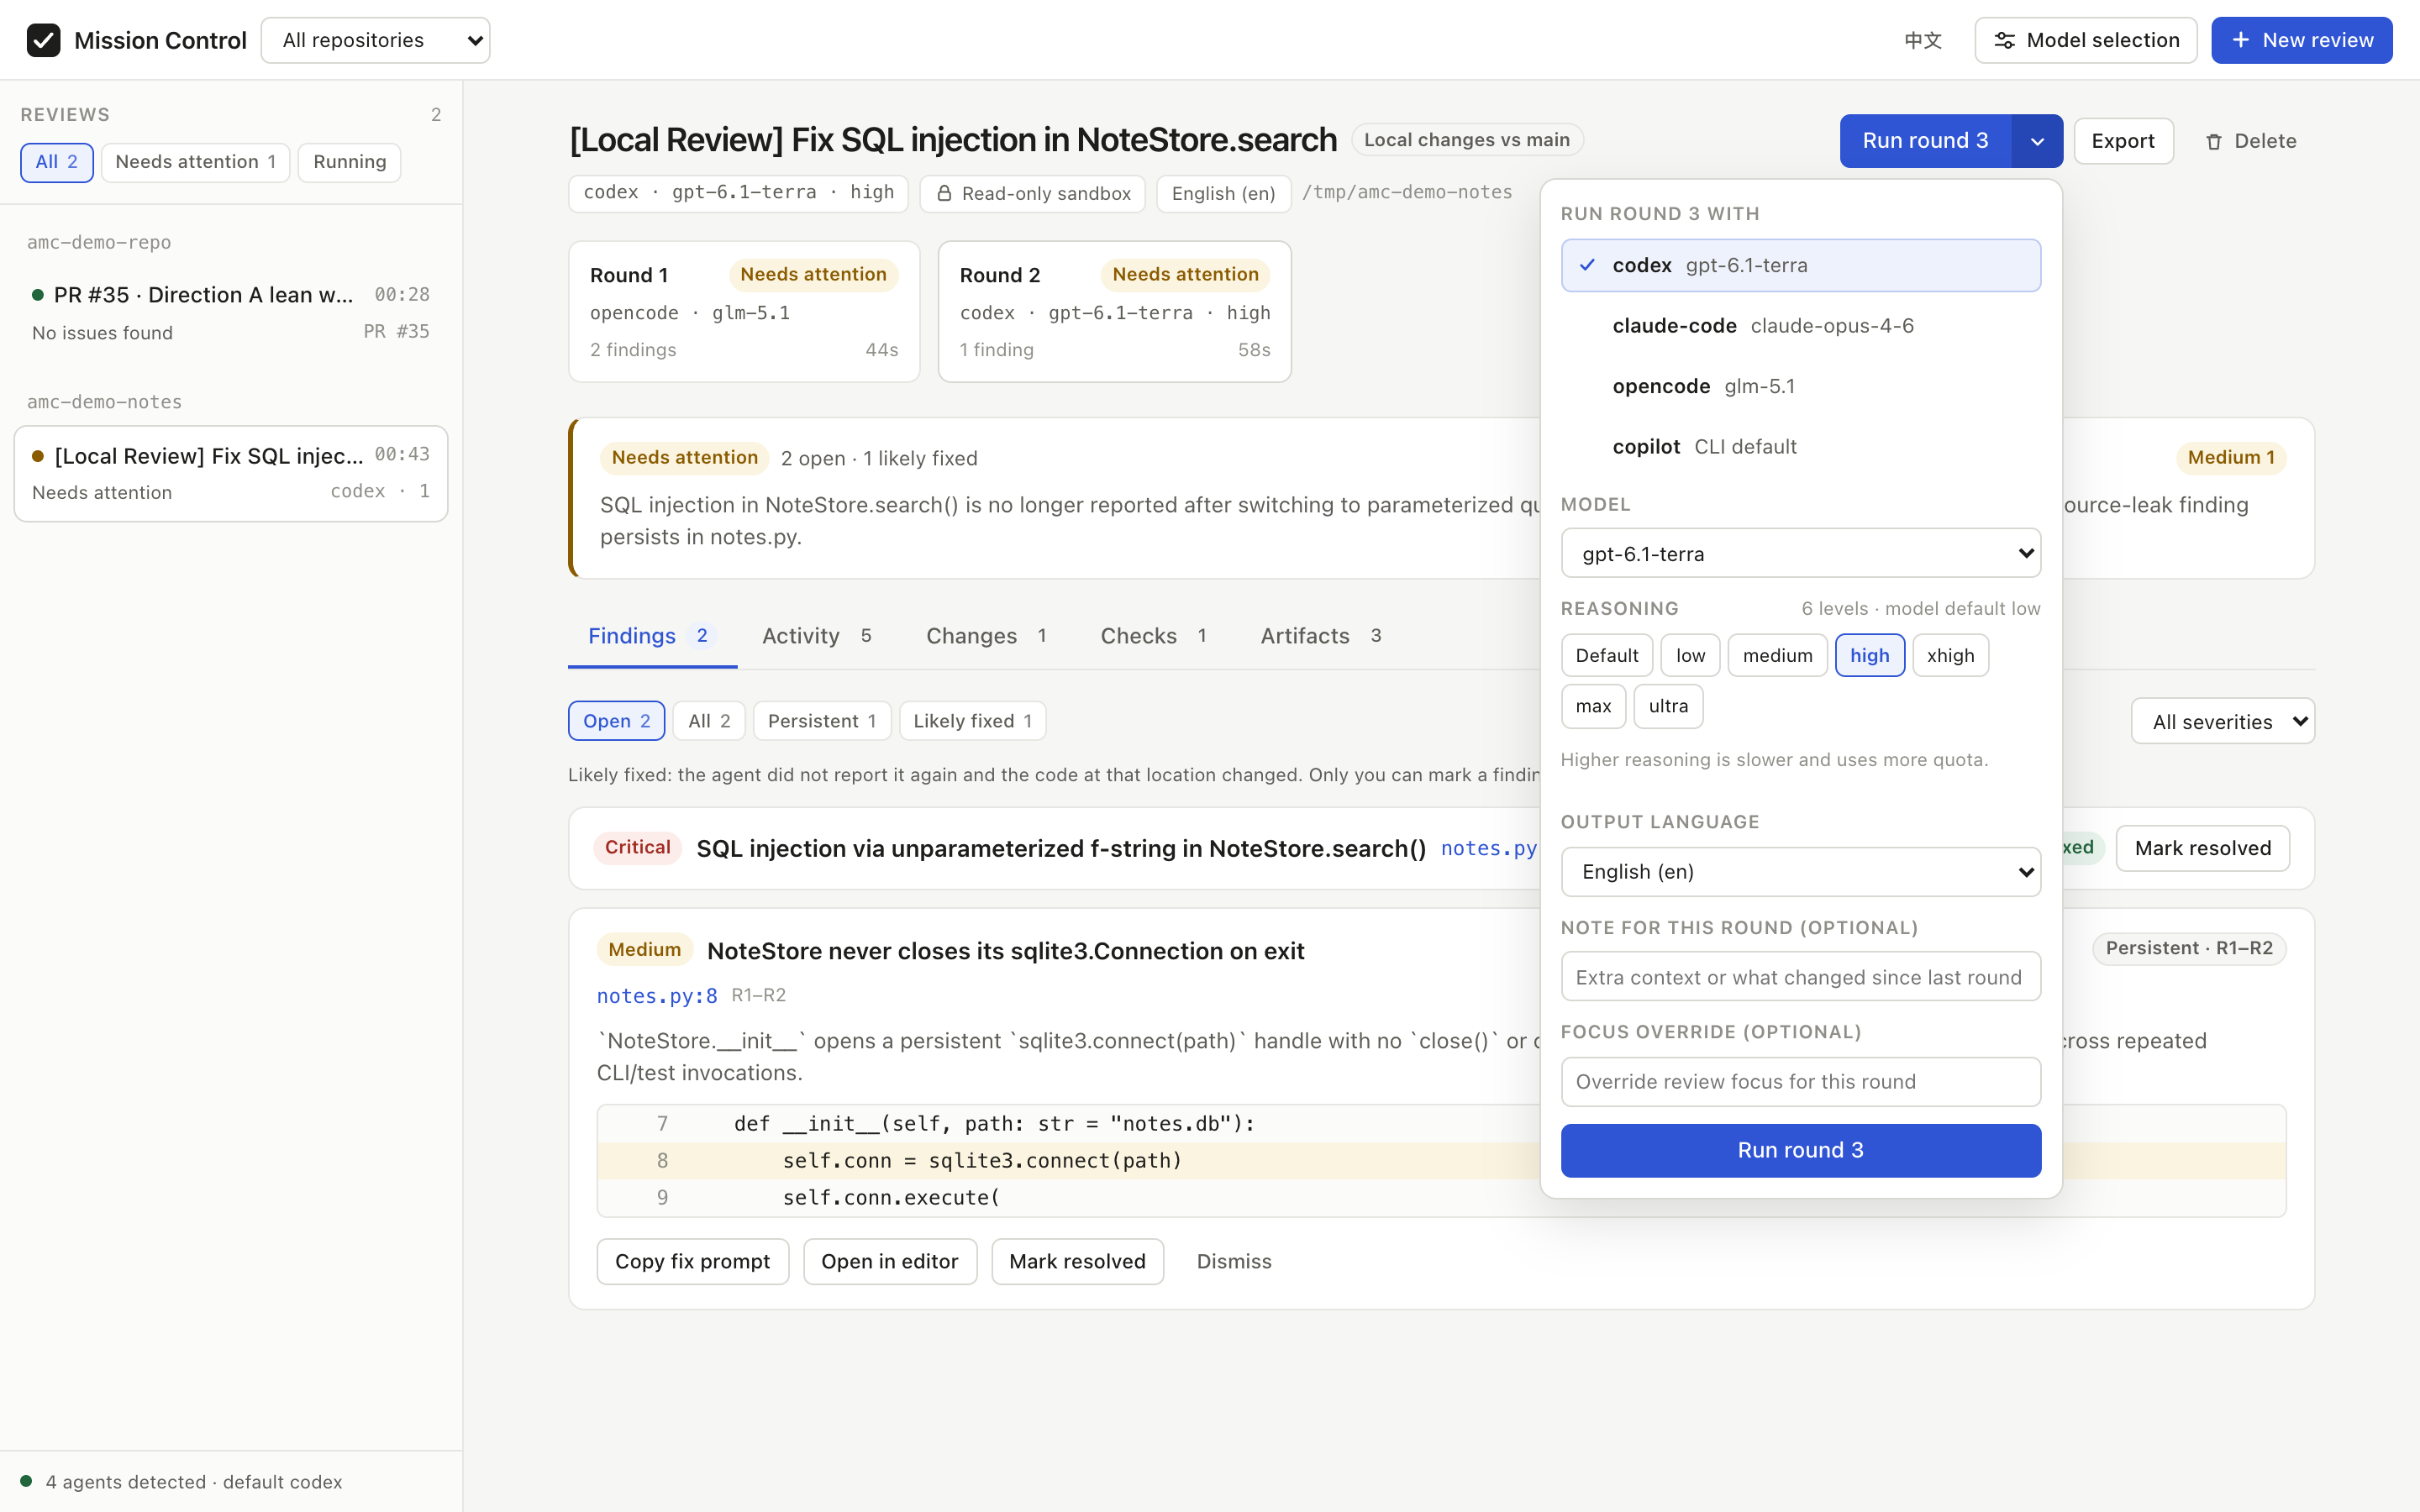 Mission Control
All repositories
中文
Model selection
New review
REVIEWS 2
All 2
Needs attention 1
Running
amc-demo-repo
PR #35 · Direction A lean w... 00:28
No issues found PR #35
amc-demo-notes
[Local Review] Fix SQL injec... 00:43
Needs attention codex · 1
4 agents detected · default codex
[Local Review] Fix SQL injection in NoteStore.search
Local changes vs main
Run round 3
Export
Delete
codex · gpt-6.1-terra · high
Read-only sandbox
English (en)
/tmp/amc-demo-notes
Round 1 Needs attention
opencode · glm-5.1
2 findings 44s
Round 2 Needs attention
codex · gpt-6.1-terra · high
1 finding 58s
Needs attention 2 open · 1 likely fixed Medium 1
SQL injection in NoteStore.search() is no longer reported after switching to parameterized ource-leak finding
persists in notes.py.
Findings 2
Activity 5
Changes 1
Checks 1
Artifacts 3
Open 2
All 2
Persistent 1
Likely fixed 1
All severities
Likely fixed: the agent did not report it again and the code at that location changed. Only you can mark a
Critical SQL injection via unparameterized f-string in NoteStore.search() notes.py xed Mark resolved
Medium NoteStore never closes its sqlite3.Connection on exit Persistent · R1–R2
notes.py:8 R1–R2
`NoteStore.__init__` opens a persistent `sqlite3.connect(path)` handle with no `close()` or cross repeated
CLI/test invocations.
7 def __init__(self, path: str = "notes.db"):
8 self.conn = sqlite3.connect(path)
9 self.conn.execute(
Copy fix prompt
Open in editor
Mark resolved
Dismiss
RUN ROUND 3 WITH
codex gpt-6.1-terra
claude-code claude-opus-4-6
opencode glm-5.1
copilot CLI default
MODEL
gpt-6.1-terra
REASONING 6 levels · model default low
Default
low
medium
high
xhigh
max
ultra
Higher reasoning is slower and uses more quota.
OUTPUT LANGUAGE
English (en)
NOTE FOR THIS ROUND (OPTIONAL)
Extra context or what changed since last round
FOCUS OVERRIDE (OPTIONAL)
Override review focus for this round
Run round 3